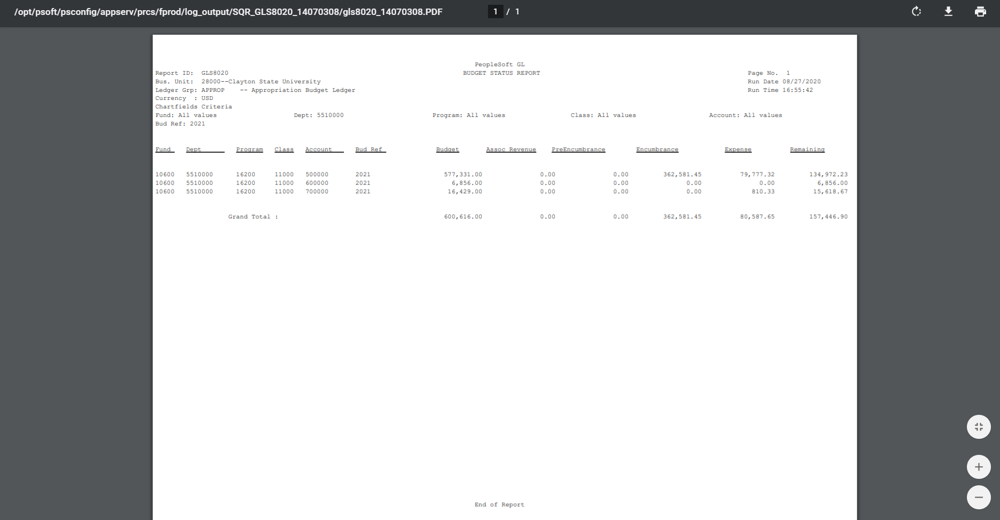 /opt/psoft/psconfig/appserv/prcs/fprod/log_output/SQR_GLS8020_14070308/gls8020_14070308.PDF 1 / 1
PeopleSoft GL
Report ID: GLS8020 BUDGET STATUS REPORT Page No. 1
Bus. Unit: 28000--Clayton State University Run Date 08/27/2020
Ledger Grp: APPROP -- Appropriation Budget Ledger Run Time 16:55:42
Currency : USD
Chartfields Criteria
Fund: All values Dept: 5510000 Program: All values Class: All values Account: All values
Bud Ref: 2021
Fund Dept Program Class Account Bud Ref Budget Assoc Revenue PreEncumbrance Encumbrance Expense Remaining
10600 5510000 16200 11000 500000 2021 577,331.00 0.00 0.00 362,581.45 79,777.32 134,972.23
10600 5510000 16200 11000 600000 2021 6,856.00 0.00 0.00 0.00 0.00 6,856.00
10600 5510000 16200 11000 700000 2021 16,429.00 0.00 0.00 0.00 810.33 15,618.67
Grand Total : 600,616.00 0.00 0.00 362,581.45 80,587.65 157,446.90
End of Report